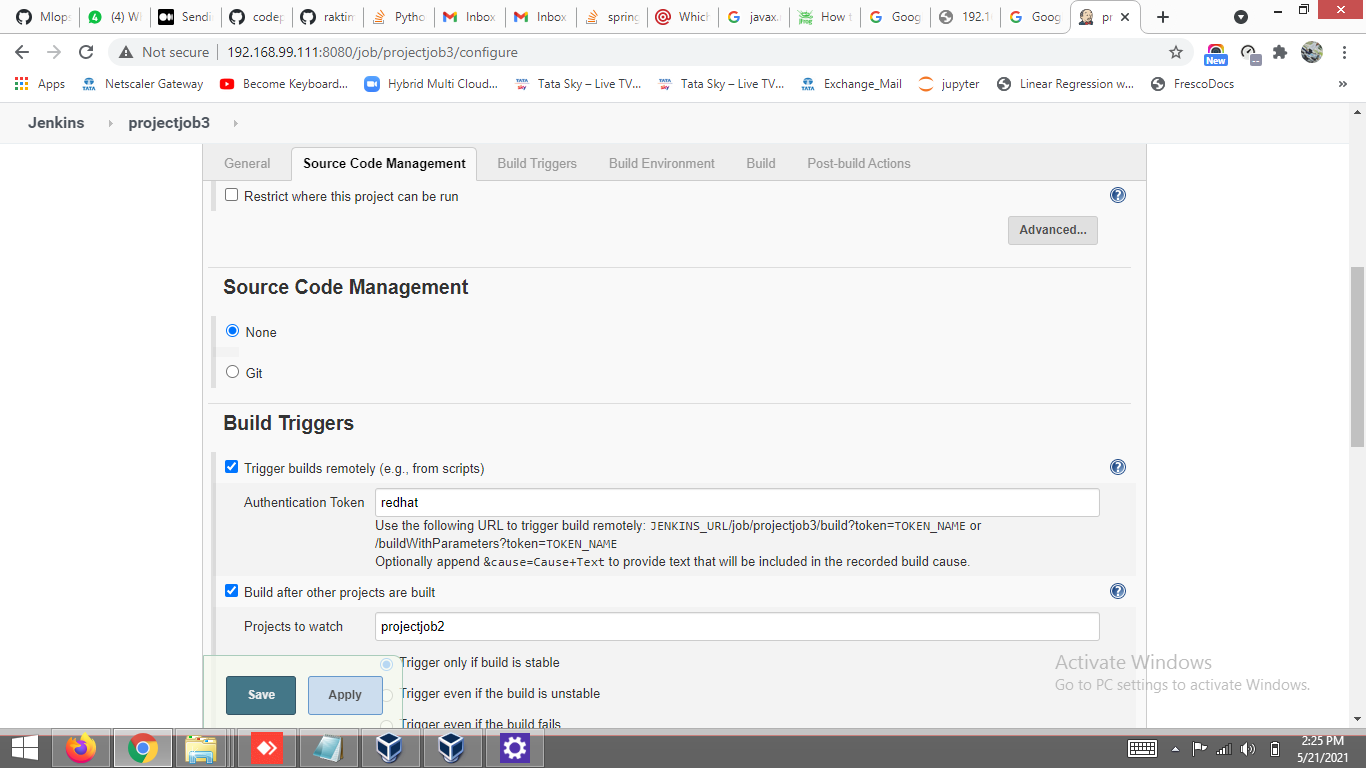 Mlops
(4) W
Sendi
codep
raktim
Pytho
Inbox
Inbox
spring
Which
javax.
How t
Goog
192.1
Goog
pr
Not secure 192.168.99.111:8080/job/projectjob3/configure
New
Apps Netscaler Gateway Become Keyboard... Hybrid Multi Cloud... Tata Sky – Live TV... Tata Sky – Live TV... Exchange_Mail jupyter Linear Regression w... FrescoDocs »
Jenkins projectjob3
General Source Code Management Build Triggers Build Environment Build Post-build Actions
Restrict where this project can be run
Advanced...
Source Code Management
None
Git
Build Triggers
Trigger builds remotely (e.g., from scripts)
Authentication Token redhat
Use the following URL to trigger build remotely: JENKINS_URL/job/projectjob3/build?token=TOKEN_NAME or
/buildWithParameters?token=TOKEN_NAME
Optionally append &cause=Cause+Text to provide text that will be included in the recorded build cause.
Build after other projects are built
Projects to watch projectjob2
Trigger only if build is stable
Trigger even if the build is unstable
Trigger even if the build fails
Save Apply
Activate Windows
Go to PC settings to activate Windows.
2:25 PM
5/21/2021